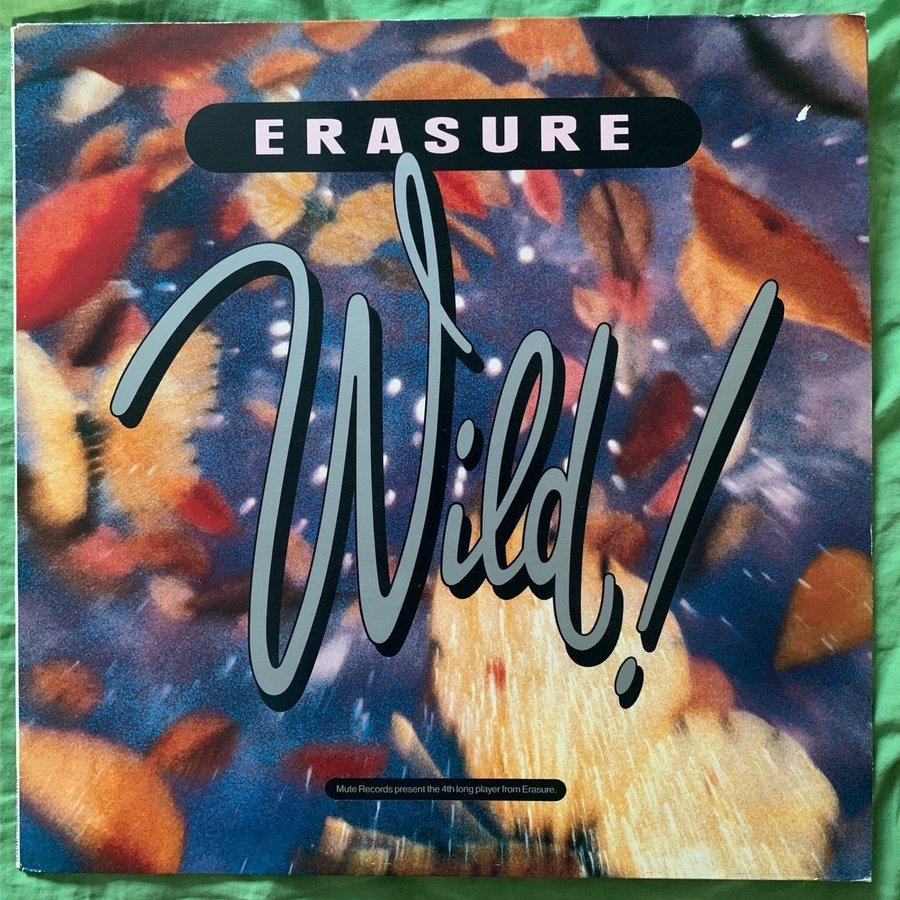 ERASURE
Wild!
Mute Records present the 4th long player from Erasure.